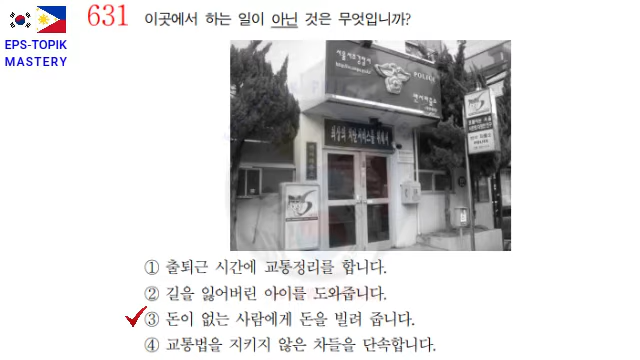 EPS-TOPIK
MASTERY
631 이곳에서 하는 일이 아닌 것은 무엇입니까?
POLICE
① 출퇴근 시간에 교통정리를 합니다.
② 길을 잃어버린 아이를 도와줍니다.
③ 돈이 없는 사람에게 돈을 빌려 줍니다.
④ 교통법을 지키지 않은 차들을 단속합니다.